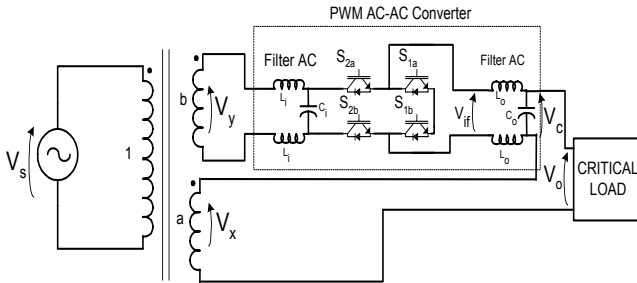 PWM AC-AC Converter
Filter AC
S2a
S1a
Filter AC
Li
Ci
Lo
b
Vy
S2b
S1b
Vif
Co
Vc
Li
Lo
Vs
1
Vo
CRITICAL
LOAD
a
Vx